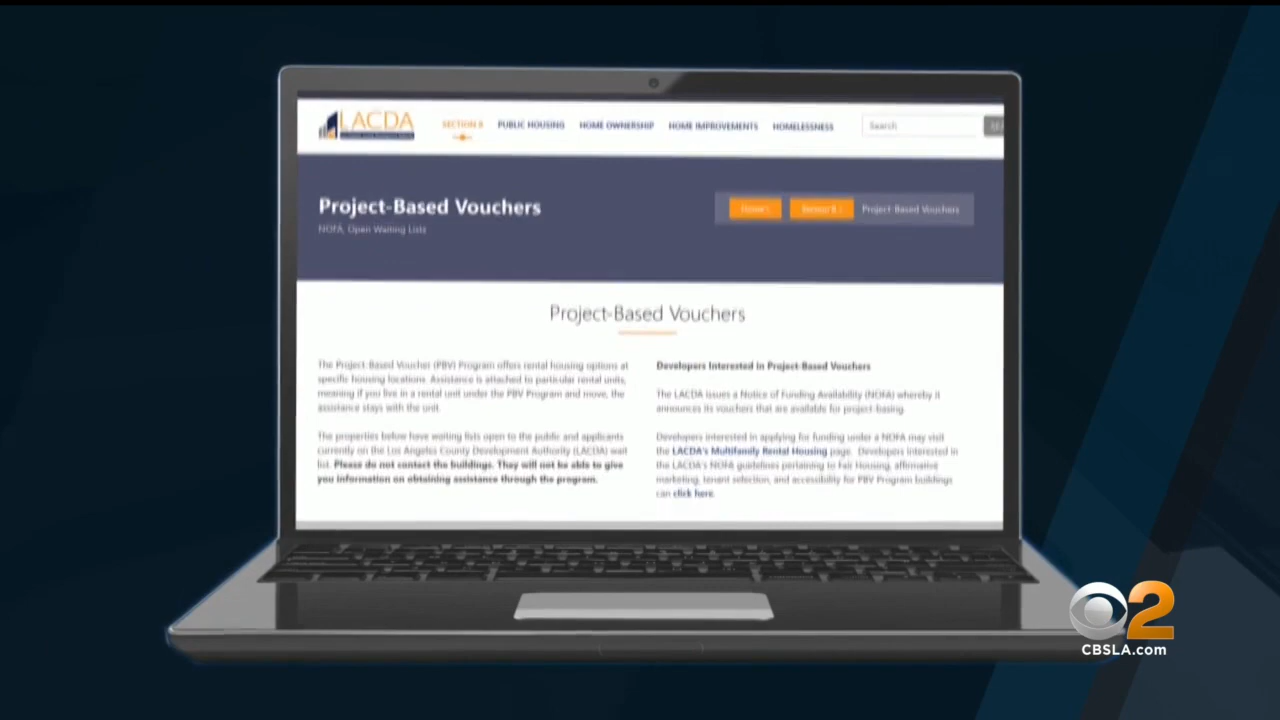 LACDA
SECTION 8
PUBLIC HOUSING
HOME OWNERSHIP
HOME IMPROVEMENTS
HOMELESSNESS
Search
Project-Based Vouchers
NOFA, Open Waiting Lists
Project-Based Vouchers
Project-Based Vouchers
The Project-Based Voucher (PBV) Program offers rental housing options at
specific housing locations. Assistance is attached to particular rental units,
meaning if you live in a rental unit under the PBV Program and move, the
assistance stays with the unit.
The properties below have waiting lists open to the public and applicants
currently on the Los Angeles County Development Authority (LACDA) wait
list. Please do not contact the buildings. They will not be able to give
you information on obtaining assistance through the program.
Developers Interested in Project-Based Vouchers
The LACDA issues a Notice of Funding Availability (NOFA) whereby it
announces its vouchers that are available for project-basing.
Developers interested in applying for funding under a NOFA may visit
the LACDA's Multifamily Rental Housing page. Developers interested in
the LACDA's NOFA guidelines pertaining to Fair Housing, affirmative
marketing, tenant selection, and accessibility for PBV Program buildings
can click here.
2
CBSLA.com